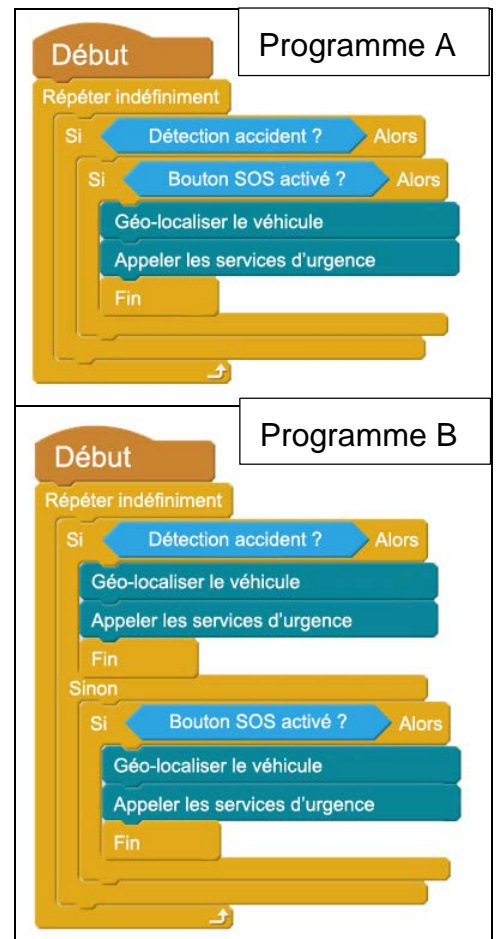 Programme A
Début
Répéter indéfiniment
Si Détection accident ? Alors
Si Bouton SOS activé ? Alors
Géo-localiser le véhicule
Appeler les services d'urgence
Fin
Programme B
Début
Répéter indéfiniment
Si Détection accident ? Alors
Géo-localiser le véhicule
Appeler les services d'urgence
Fin
Sinon
Si Bouton SOS activé ? Alors
Géo-localiser le véhicule
Appeler les services d'urgence
Fin